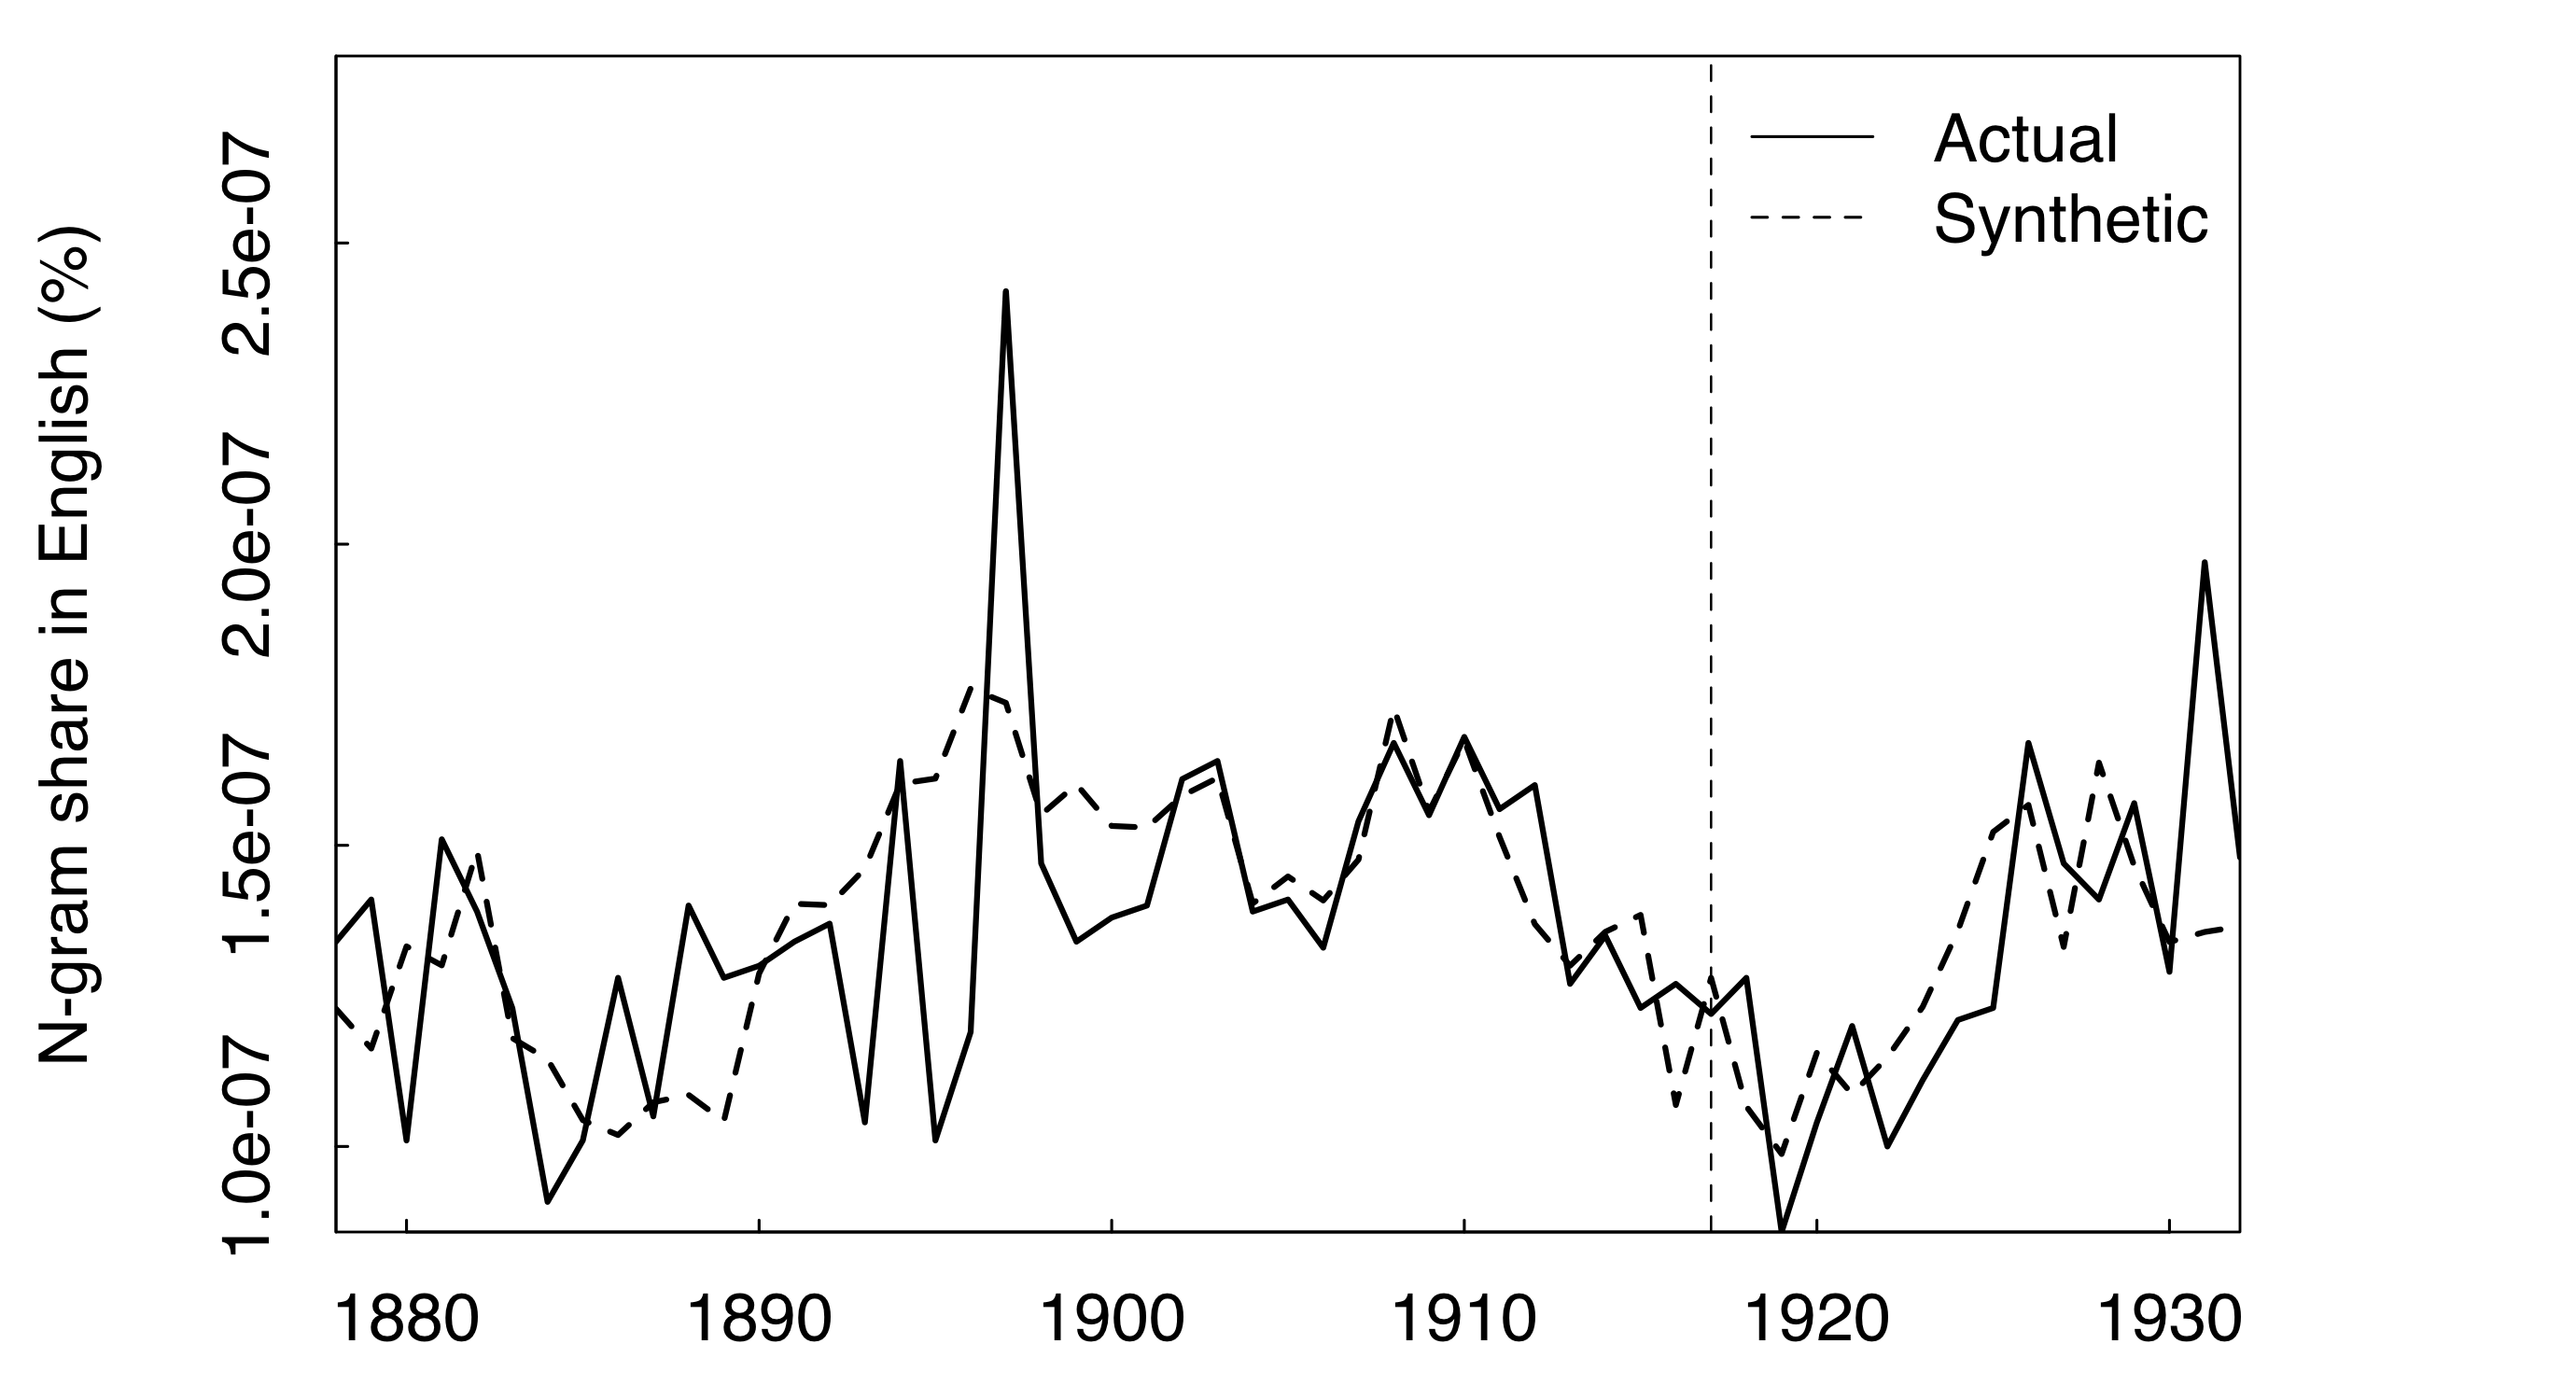 N-gram share in English (%)
2.5e-07
2.0e-07
1.5e-07
1.0e-07
Actual
Synthetic
1880 1890 1900 1910 1920 1930